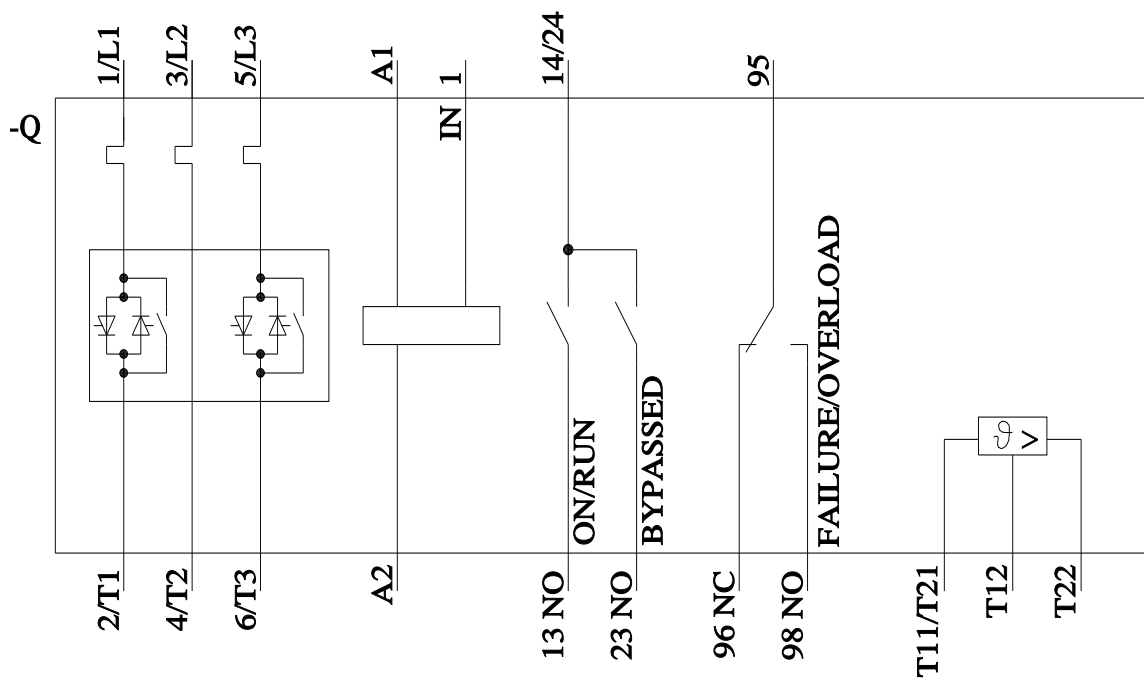 -Q
1/L1
3/L2
5/L3
A1
1
IN
14/24
95
ON/RUN
BYPASSED
FAILURE/OVERLOAD
ϑ >
2/T1
4/T2
6/T3
A2
13 NO
23 NO
96 NC
98 NO
T11/T21
T12
T22